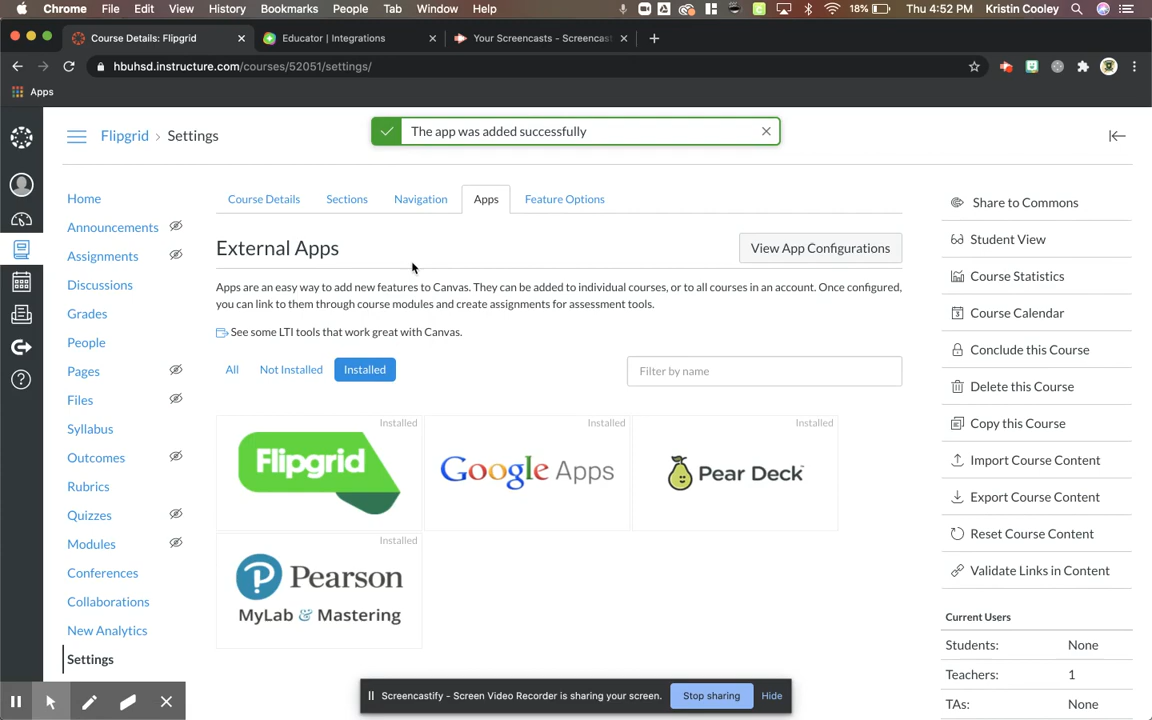 Chrome File Edit View History Bookmarks People Tab Window Help 18% Thu 4:52 PM Kristin Cooley
Course Details: Flipgrid Educator | Integrations Your Screencasts - Screencast
hbuhsd.instructure.com/courses/52051/settings/
Apps
The app was added successfully
Flipgrid › Settings
Home
Announcements
Assignments
Discussions
Grades
People
Pages
Files
Syllabus
Outcomes
Rubrics
Quizzes
Modules
Conferences
Collaborations
New Analytics
Settings
Course Details Sections Navigation Apps Feature Options
External Apps
View App Configurations
Apps are an easy way to add new features to Canvas. They can be added to individual courses, or to all courses in an account. Once configured,
you can link to them through course modules and create assignments for assessment tools.
See some LTI tools that work great with Canvas.
All Not Installed Installed
Filter by name
Installed Installed Installed
Flipgrid Google Apps Pear Deck
Installed
P Pearson
MyLab & Mastering
Share to Commons
Student View
Course Statistics
Course Calendar
Conclude this Course
Delete this Course
Copy this Course
Import Course Content
Export Course Content
Reset Course Content
Validate Links in Content
Current Users
Students: None
Teachers: 1
TAs: None
Screencastify - Screen Video Recorder is sharing your screen. Stop sharing Hide